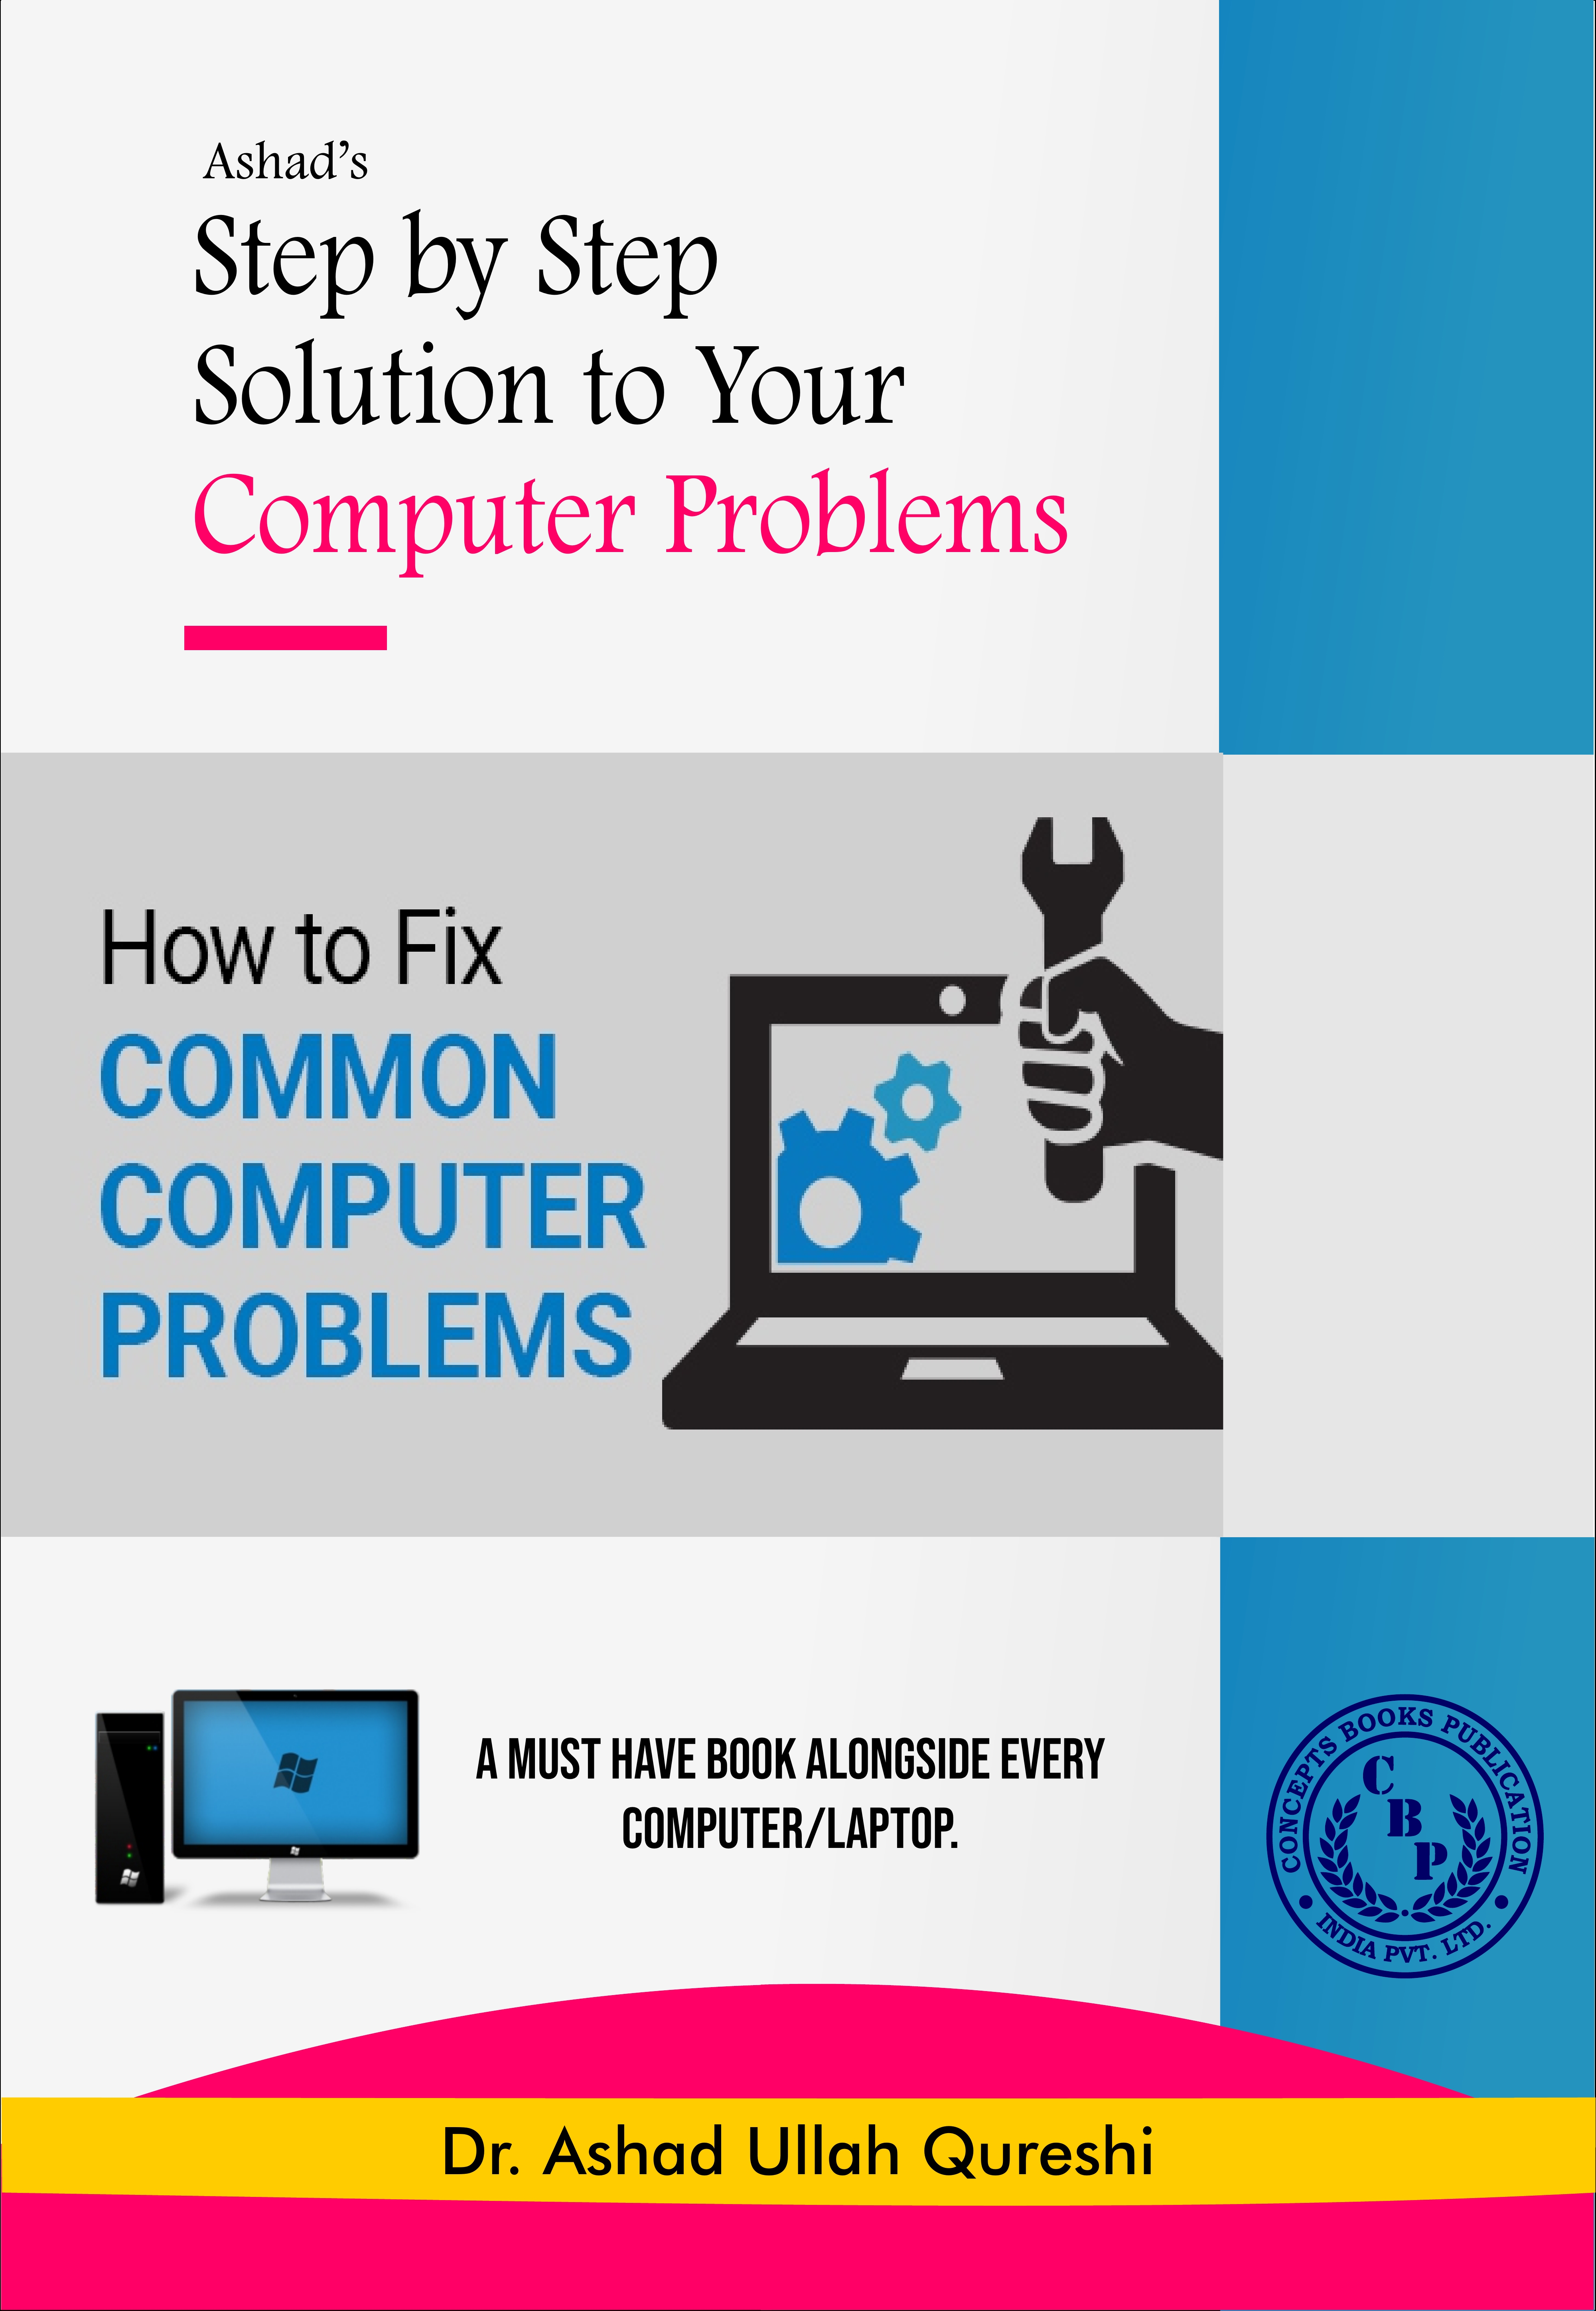 Ashad’s
Step by Step
Solution to Your
Computer Problems
How to Fix
COMMON
COMPUTER
PROBLEMS
A MUST HAVE BOOK ALONGSIDE EVERY
COMPUTER/LAPTOP.
CONCEPTS BOOKS PUBLICATION
C
B
P
INDIA PVT. LTD.
Dr. Ashad Ullah Qureshi